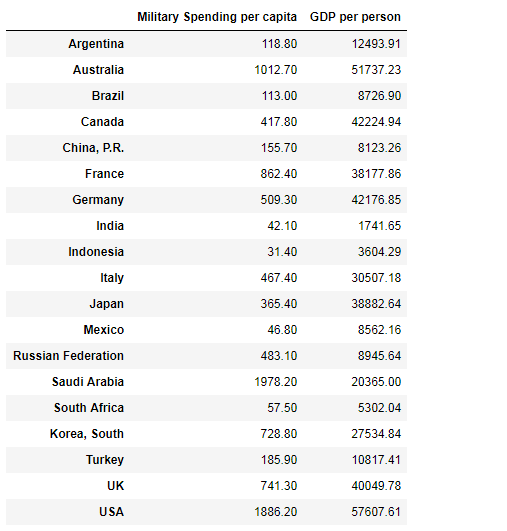 Military Spending per capita GDP per person
Argentina 118.80 12493.91
Australia 1012.70 51737.23
Brazil 113.00 8726.90
Canada 417.80 42224.94
China, P.R. 155.70 8123.26
France 862.40 38177.86
Germany 509.30 42176.85
India 42.10 1741.65
Indonesia 31.40 3604.29
Italy 467.40 30507.18
Japan 365.40 38882.64
Mexico 46.80 8562.16
Russian Federation 483.10 8945.64
Saudi Arabia 1978.20 20365.00
South Africa 57.50 5302.04
Korea, South 728.80 27534.84
Turkey 185.90 10817.41
UK 741.30 40049.78
USA 1886.20 57607.61